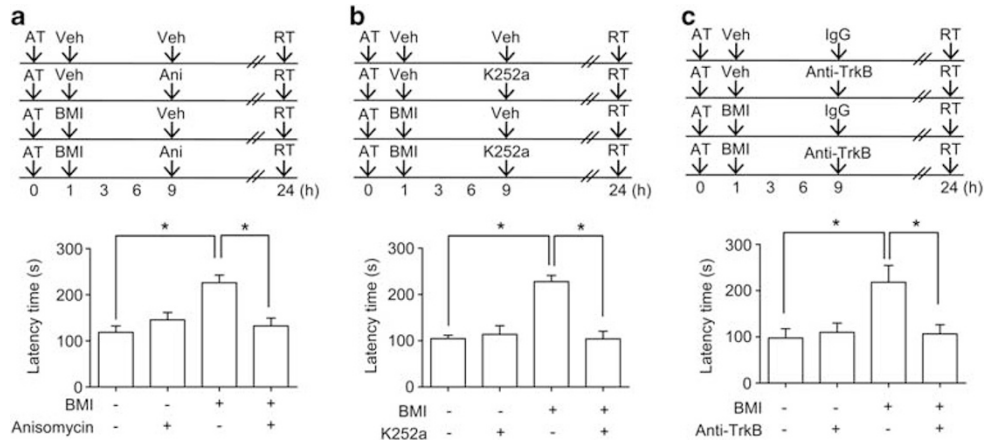 a
AT Veh Veh RT
AT Veh Ani RT
AT BMI Veh RT
AT BMI Ani RT
0 1 3 6 9 24 (h)
* *
Latency time (s)
300
200
100
0
BMI - - + +
Anisomycin - + - +
b
AT Veh Veh RT
AT Veh K252a RT
AT BMI Veh RT
AT BMI K252a RT
0 1 3 6 9 24 (h)
* *
Latency time (s)
300
200
100
0
BMI - - + +
K252a - + - +
c
AT Veh IgG RT
AT Veh Anti-TrkB RT
AT BMI IgG RT
AT BMI Anti-TrkB RT
0 1 3 6 9 24 (h)
* *
Latency time (s)
300
200
100
0
BMI - - + +
Anti-TrkB - + - +